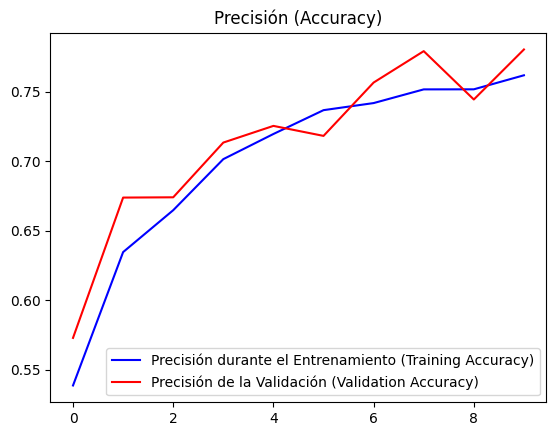 Precisión (Accuracy)
0.75
0.70
0.65
0.60
0.55
Precisión durante el Entrenamiento (Training Accuracy)
Precisión de la Validación (Validation Accuracy)
0 2 4 6 8